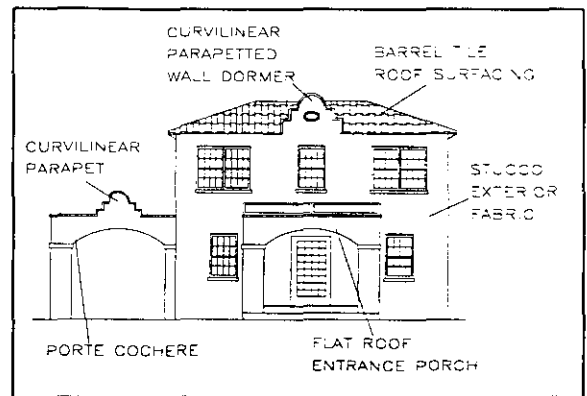 CURVILINEAR
PARAPETTED
WALL DORMER
BARREL TILE
ROOF SURFACING
CURVILINEAR
PARAPET
STUCCO
EXTERIOR
FABRIC
PORTE COCHERE
FLAT ROOF
ENTRANCE PORCH